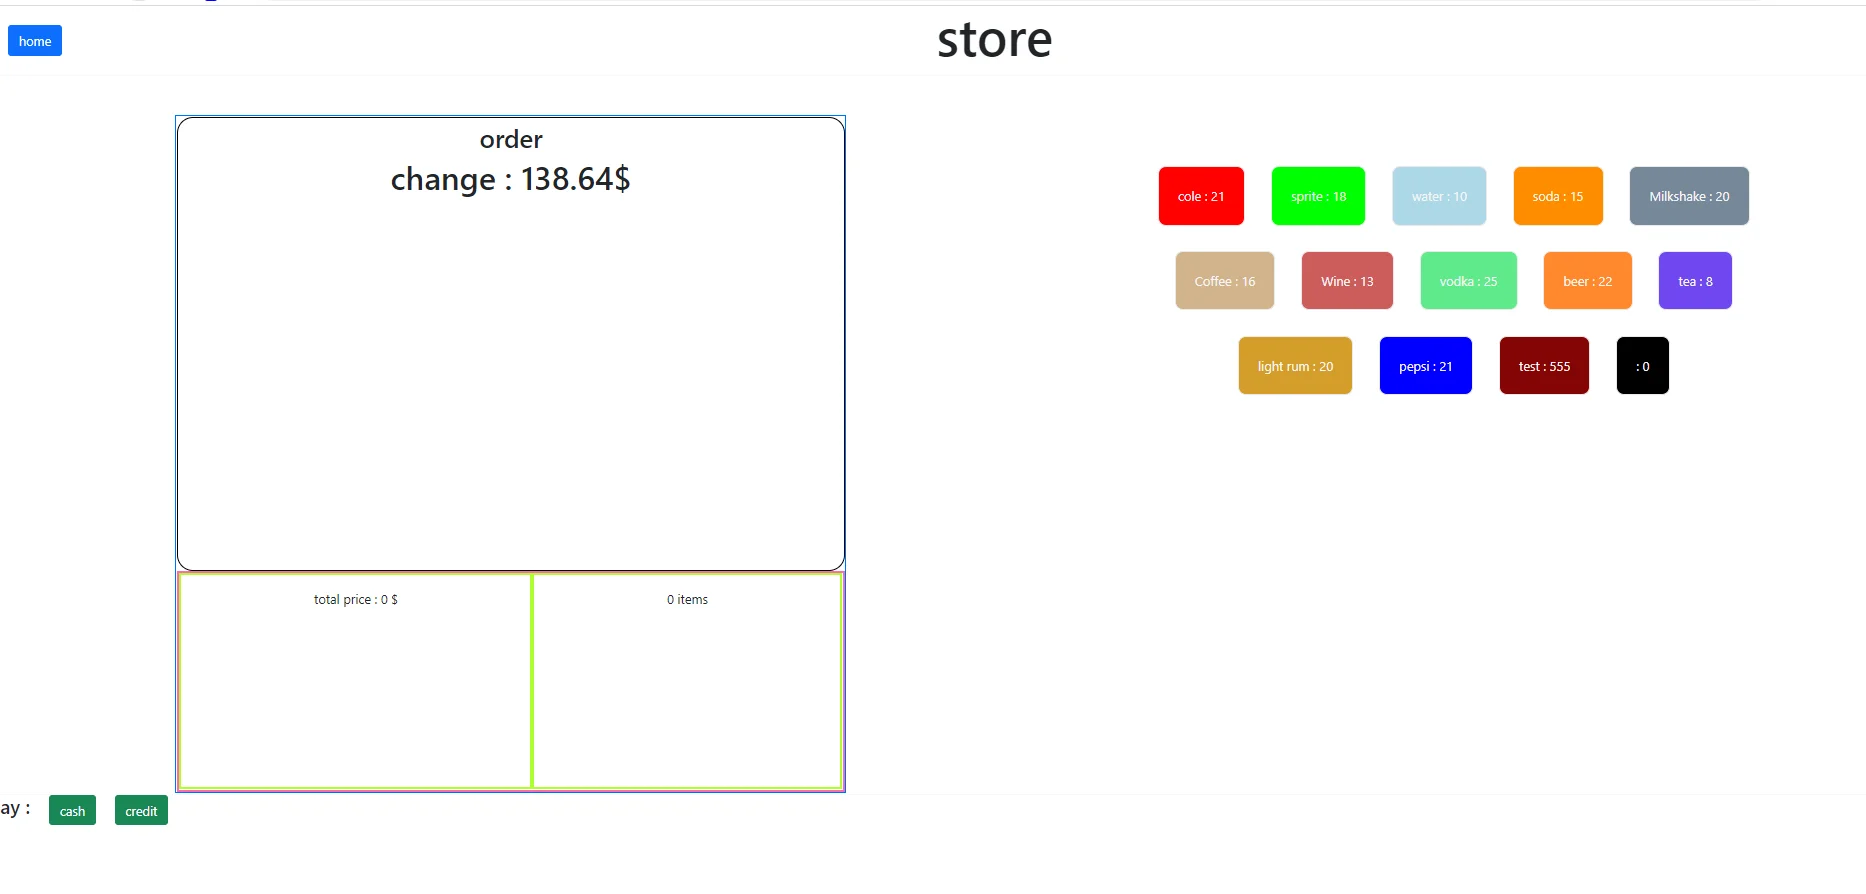 home
store
order
change : 138.64$
cole : 21
sprite : 18
water : 10
soda : 15
Milkshake : 20
Coffee : 16
Wine : 13
vodka : 25
beer : 22
tea : 8
light rum : 20
pepsi : 21
test : 555
: 0
total price : 0 $
0 items
ay :
cash
credit